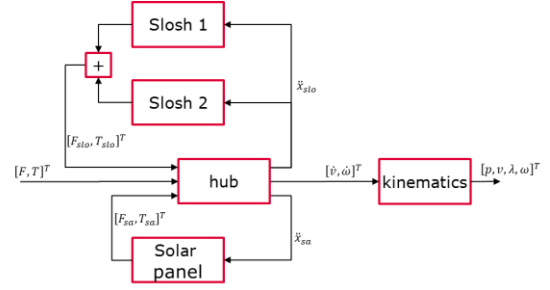 Slosh 1
+
ẍ_slo
Slosh 2
[F_slo, T_slo]^T
[F, T]^T
hub
[v̇, ω̇]^T
kinematics
[p, v, λ, ω]^T
[F_sa, T_sa]^T
ẍ_sa
Solar
panel